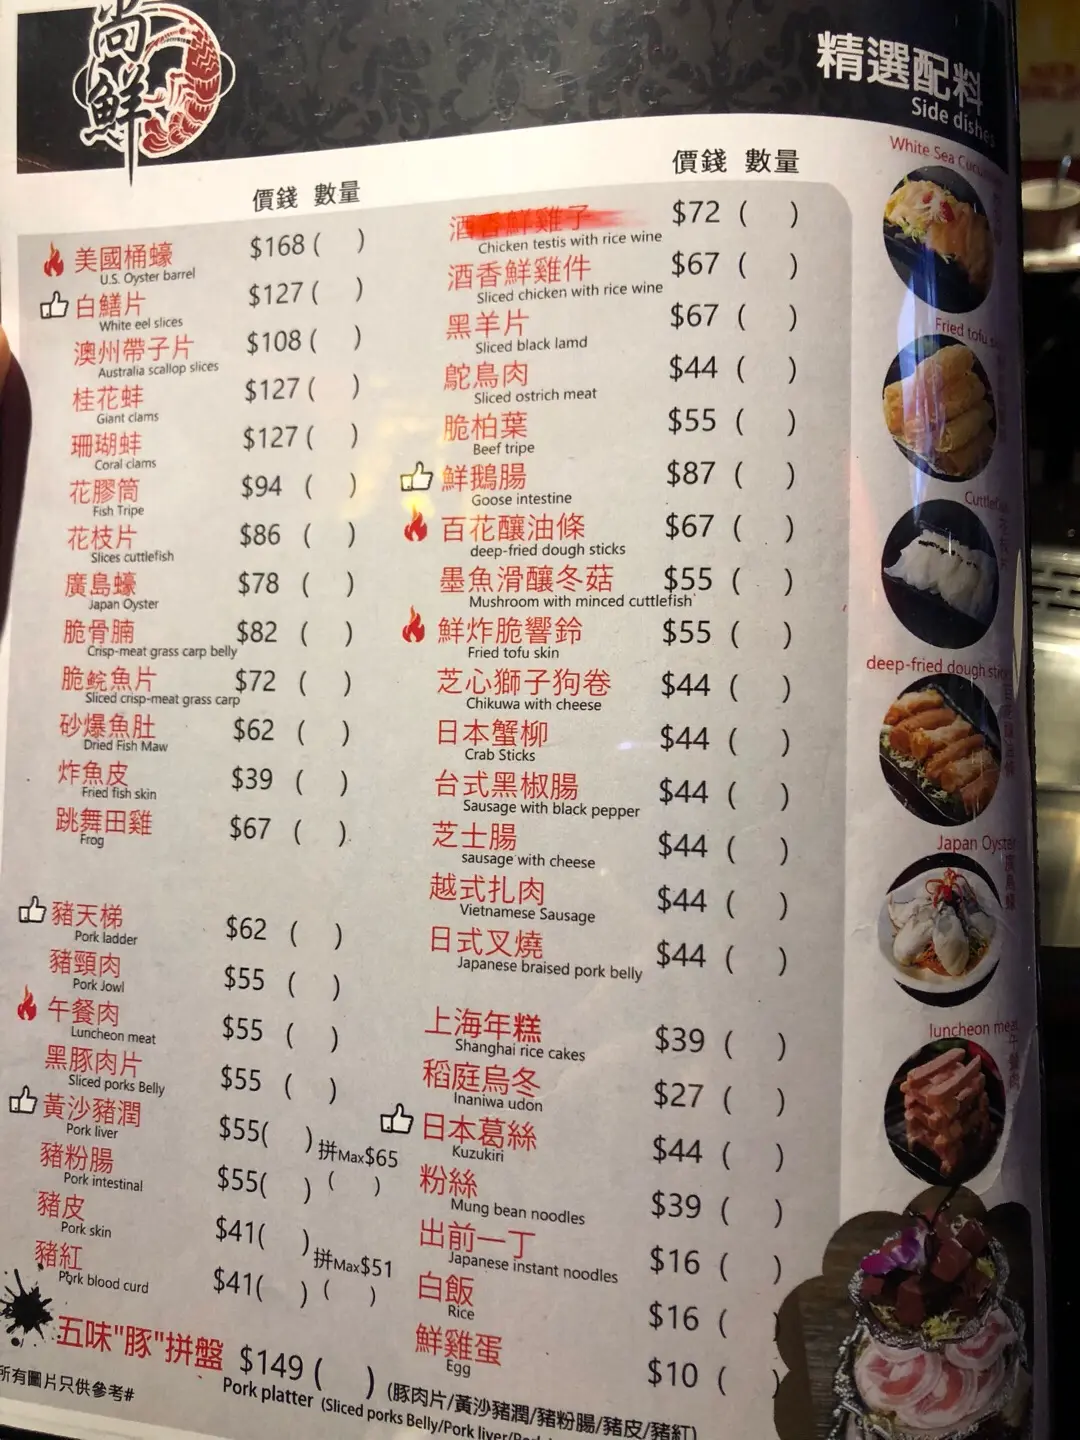 尚鮮
精選配料
Side dishes
價錢 數量
美國桶蠔 $168 ( )
U.S. Oyster barrel
白鱔片 $127 ( )
White eel slices
澳州帶子片 $108 ( )
Australia scallop slices
桂花蚌 $127 ( )
Giant clams
珊瑚蚌 $127 ( )
Coral clams
花膠筒 $94 ( )
Fish Tripe
花枝片 $86 ( )
Slices cuttlefish
廣島蠔 $78 ( )
Japan Oyster
脆骨腩 $82 ( )
Crisp-meat grass carp belly
脆鯇魚片 $72 ( )
Sliced crisp-meat grass carp
砂爆魚肚 $62 ( )
Dried Fish Maw
炸魚皮 $39 ( )
Fried fish skin
跳舞田雞 $67 ( )
Frog
豬天梯 $62 ( )
Pork ladder
豬頸肉 $55 ( )
Pork Jowl
午餐肉 $55 ( )
Luncheon meat
黑豚肉片 $55 ( )
Sliced porks Belly
黃沙豬潤 $55( )
Pork liver
拼Max$65
( )
豬粉腸 $55( )
Pork intestinal
豬皮 $41( )
Pork skin
拼Max$51
( )
豬紅 $41( )
Pork blood curd
五味"豚"拼盤 $149 ( )
(豚肉片/黃沙豬潤/豬粉腸/豬皮/豬紅)
Pork platter (Sliced porks Belly/Pork liver/
所有圖片只供參考#
價錢 數量
酒香鮮雞子 $72 ( )
Chicken testis with rice wine
酒香鮮雞件 $67 ( )
Sliced chicken with rice wine
黑羊片 $67 ( )
Sliced black lamd
鴕鳥肉 $44 ( )
Sliced ostrich meat
脆柏葉 $55 ( )
Beef tripe
鮮鵝腸 $87 ( )
Goose intestine
百花釀油條 $67 ( )
deep-fried dough sticks
墨魚滑釀冬菇 $55 ( )
Mushroom with minced cuttlefish
鮮炸脆響鈴 $55 ( )
Fried tofu skin
芝心獅子狗卷 $44 ( )
Chikuwa with cheese
日本蟹柳 $44 ( )
Crab Sticks
台式黑椒腸 $44 ( )
Sausage with black pepper
芝士腸 $44 ( )
sausage with cheese
越式扎肉 $44 ( )
Vietnamese Sausage
日式叉燒 $44 ( )
Japanese braised pork belly
上海年糕 $39 ( )
Shanghai rice cakes
稻庭烏冬 $27 ( )
Inaniwa udon
日本葛絲 $44 ( )
Kuzukiri
粉絲 $39 ( )
Mung bean noodles
出前一丁 $16 ( )
Japanese instant noodles
白飯 $16 ( )
Rice
鮮雞蛋 $10 ( )
Egg
White Sea
Fried tofu
Cuttlefish
deep-fried dough stick
Japan Oyster
廣島蠔
luncheon meat
午餐肉